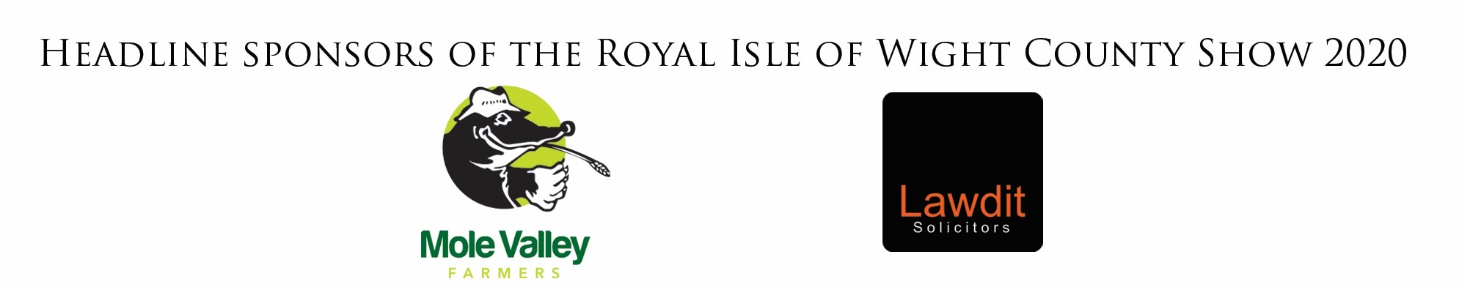 Headline sponsors of the Royal Isle of Wight County Show 2020
Mole Valley
FARMERS
Lawdit
Solicitors